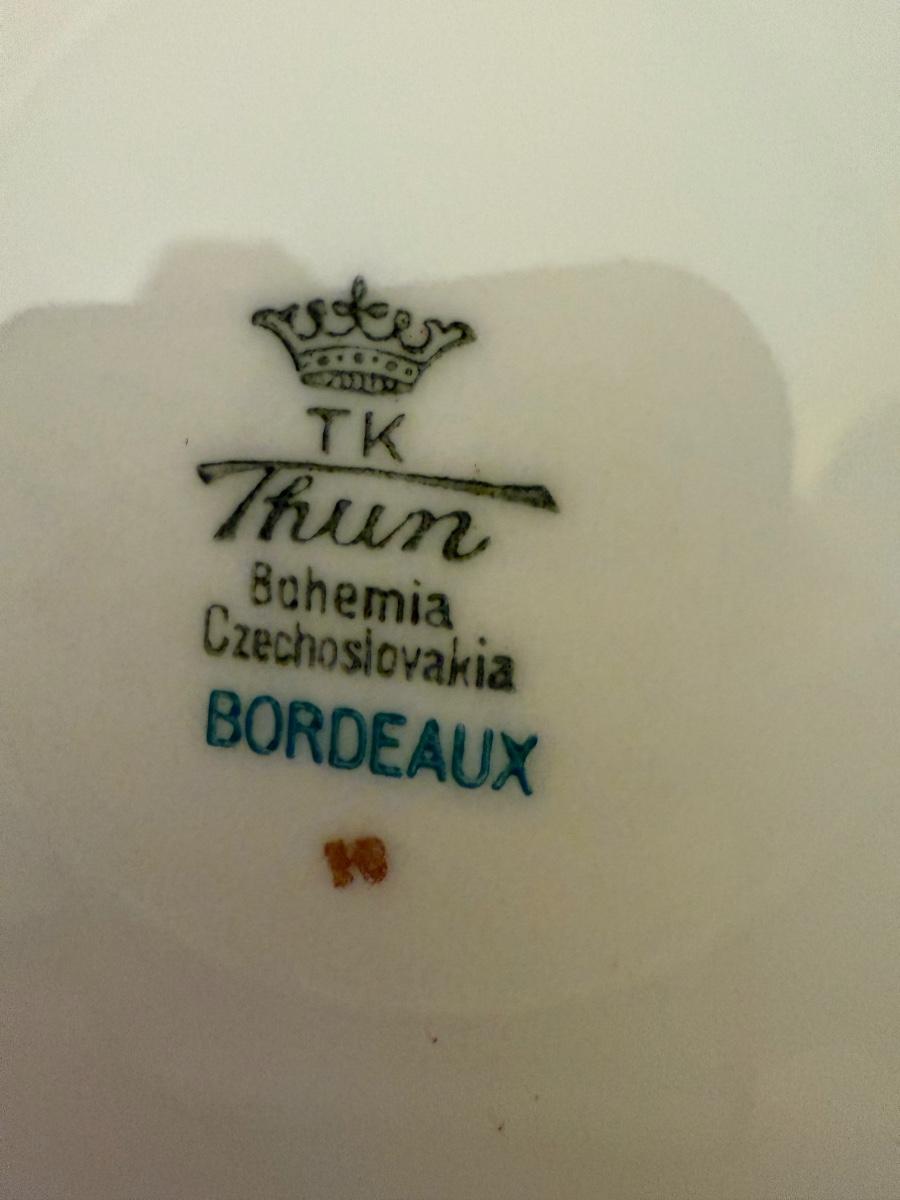 TK
Thun
Bohemia
Czechoslovakia
BORDEAUX